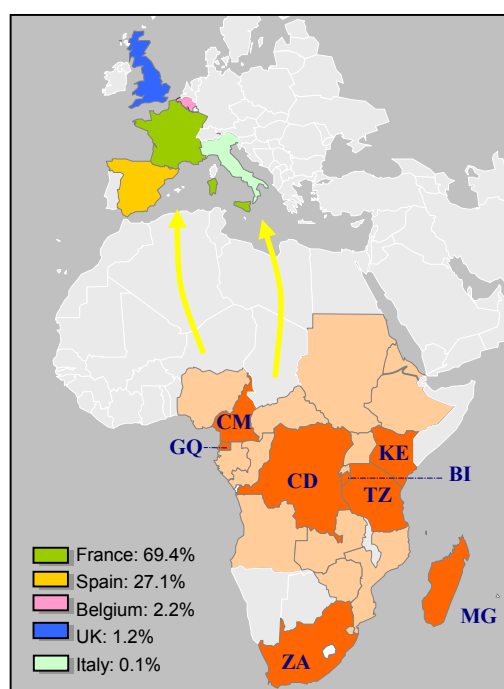 CM
GQ
CD
KE
BI
TZ
MG
ZA
France: 69.4%
Spain: 27.1%
Belgium: 2.2%
UK: 1.2%
Italy: 0.1%